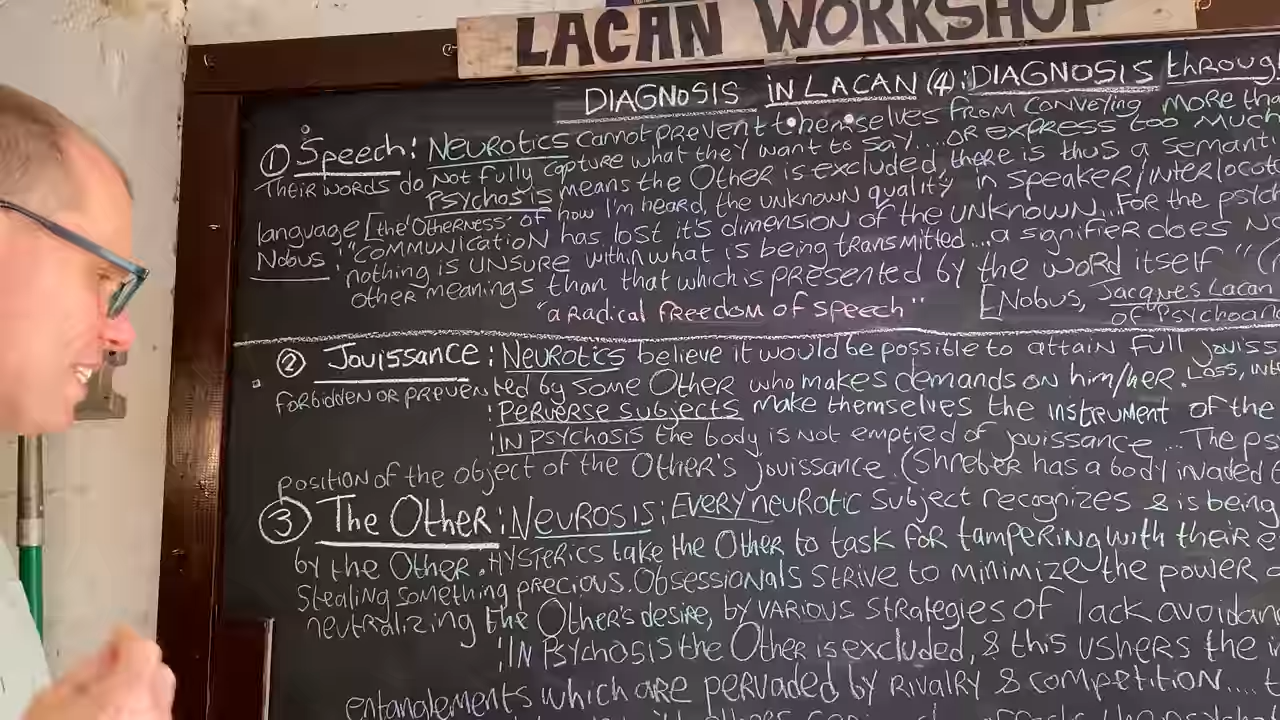 LACAN WORKSHOP
DIAGNOSIS IN LACAN (4): DIAGNOSIS through
① Speech: NEUROTICS cannot PREVENT themselves FROM CONVEYING MORE tha
Their words do not fully capture what they want to say.... OR EXPRESS too MUCH
PSYCHOSIS means the Other is excluded, there is thus a semanti
language [the 'Otherness' of how I'm heard the unknown quality in speaker/interlocut
Nobus: "COMMUNICATION has lost it's dimension of the UNKNOWN... FOR the psych
nothing is UNSURE within what is being transmitted...a signifier does no
other meanings than that which is presented by the word itself" (
"a radical freedom of speech" [Nobus, Jacques Lacan
of Psychoan
② Jouissance: NEUROTICS believe it would be possible to attain full jouiss
forbidden or prevented by some Other who makes demands on him/her. Loss, int
: PERVERSE SUBJECTS make themselves the instrument of the
: IN PSYCHOSIS the body is not emptied of jouissance...The ps
position of the object of the Other's jouissance (Shreber has a body invaded
③ The Other: NEUROSIS: EVERY neurotic subject recognizes & is being
by the Other. HYSTERICS take the Other to task for tampering with their e
Stealing something precious. Obsessionals strive to minimize the power
neutralizing the Other's desire, by various strategies of lack avoidan
: IN PSYCHOSIS the Other is excluded, & this ushers the i
entanglements which are pervaded by rivalry & competition.... t